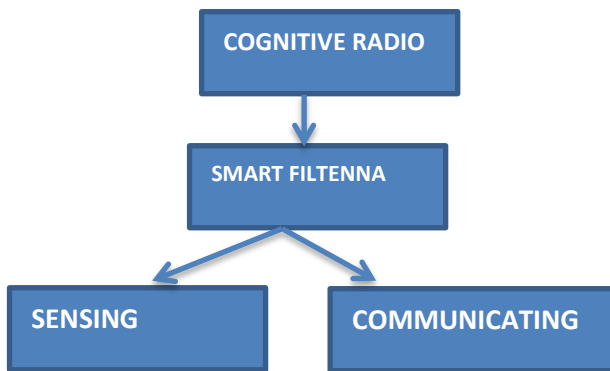 COGNITIVE RADIO
SMART FILTENNA
SENSING
COMMUNICATING